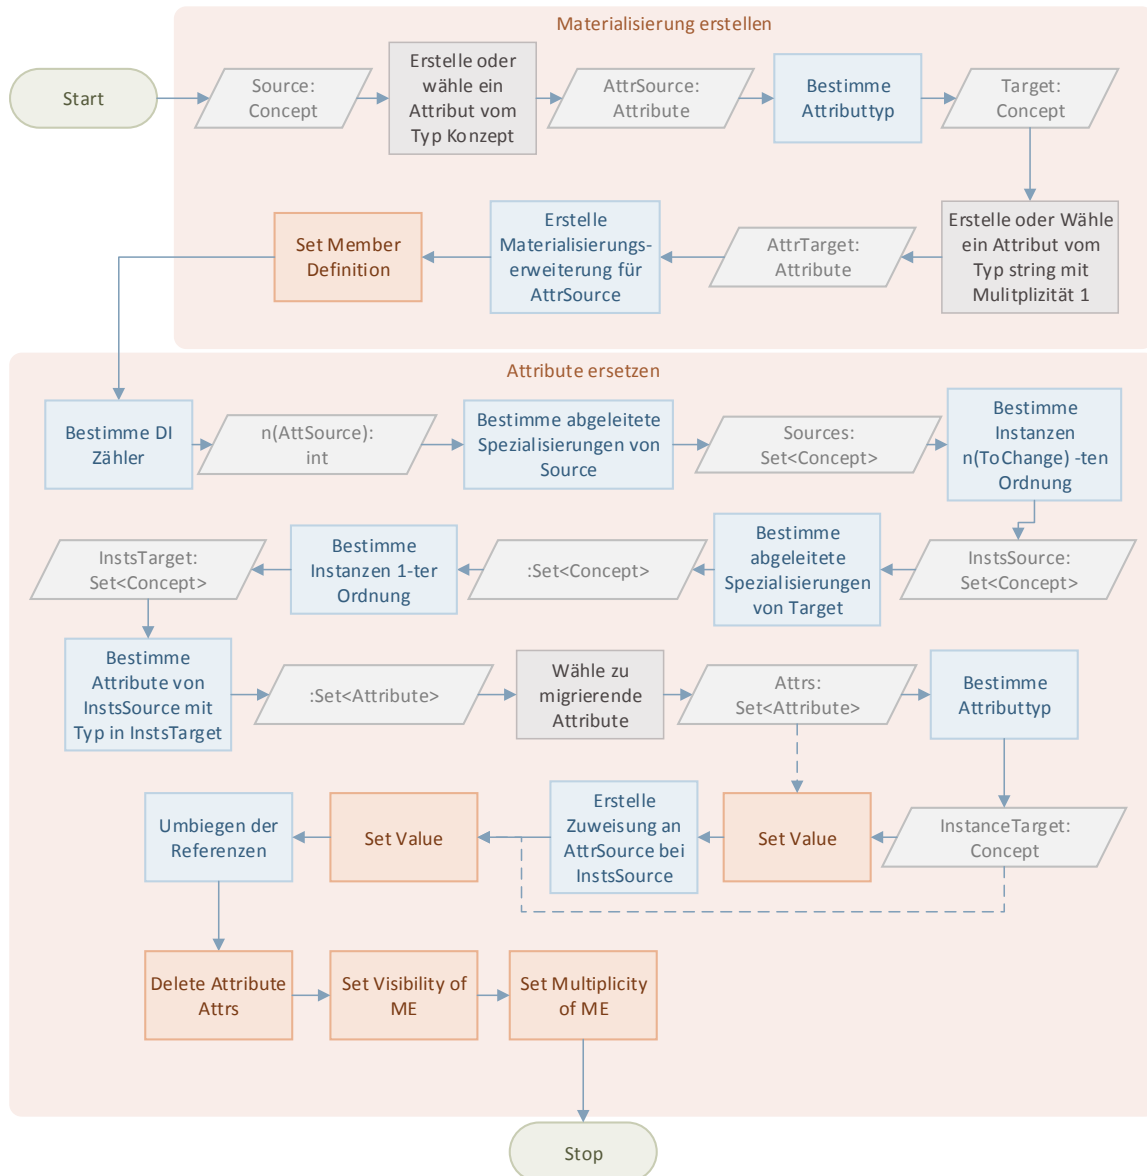 Materialisierung erstellen
Start
Source:
Concept
Erstelle oder
wähle ein
Attribut vom
Typ Konzept
AttrSource:
Attribute
Bestimme
Attributtyp
Target:
Concept
Erstelle oder Wähle
ein Attribut vom
Typ string mit
Mulitplizität 1
AttrTarget:
Attribute
Erstelle
Materialisierungs-
erweiterung für
AttrSource
Set Member
Definition
Attribute ersetzen
Bestimme DI
Zähler
n(AttSource):
int
Bestimme abgeleitete
Spezialisierungen von
Source
Sources:
Set<Concept>
Bestimme
Instanzen
n(ToChange) -ten
Ordnung
InstsSource:
Set<Concept>
Bestimme
abgeleitete
Spezialisierungen
von Target
:Set<Concept>
Bestimme
Instanzen 1-ter
Ordnung
InstsTarget:
Set<Concept>
Bestimme
Attribute von
InstsSource mit
Typ in InstsTarget
:Set<Attribute>
Wähle zu
migrierende
Attribute
Attrs:
Set<Attribute>
Bestimme
Attributtyp
InstanceTarget:
Concept
Set Value
Erstelle
Zuweisung an
AttrSource bei
InstsSource
Set Value
Umbiegen der
Referenzen
Delete Attribute
Attrs
Set Visibility of
ME
Set Multiplicity
of ME
Stop